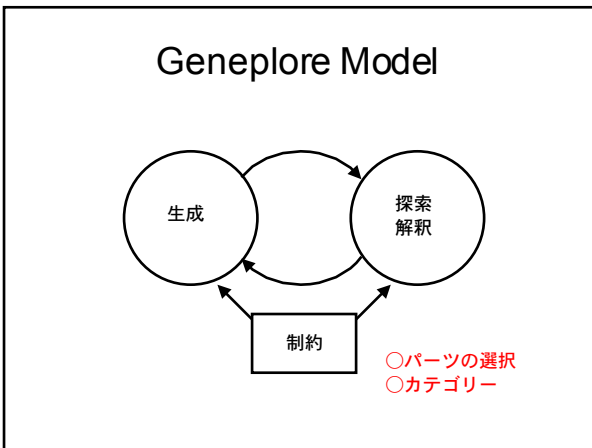 Geneplore Model
生成
探索
解釈
制約
○パーツの選択
○カテゴリー